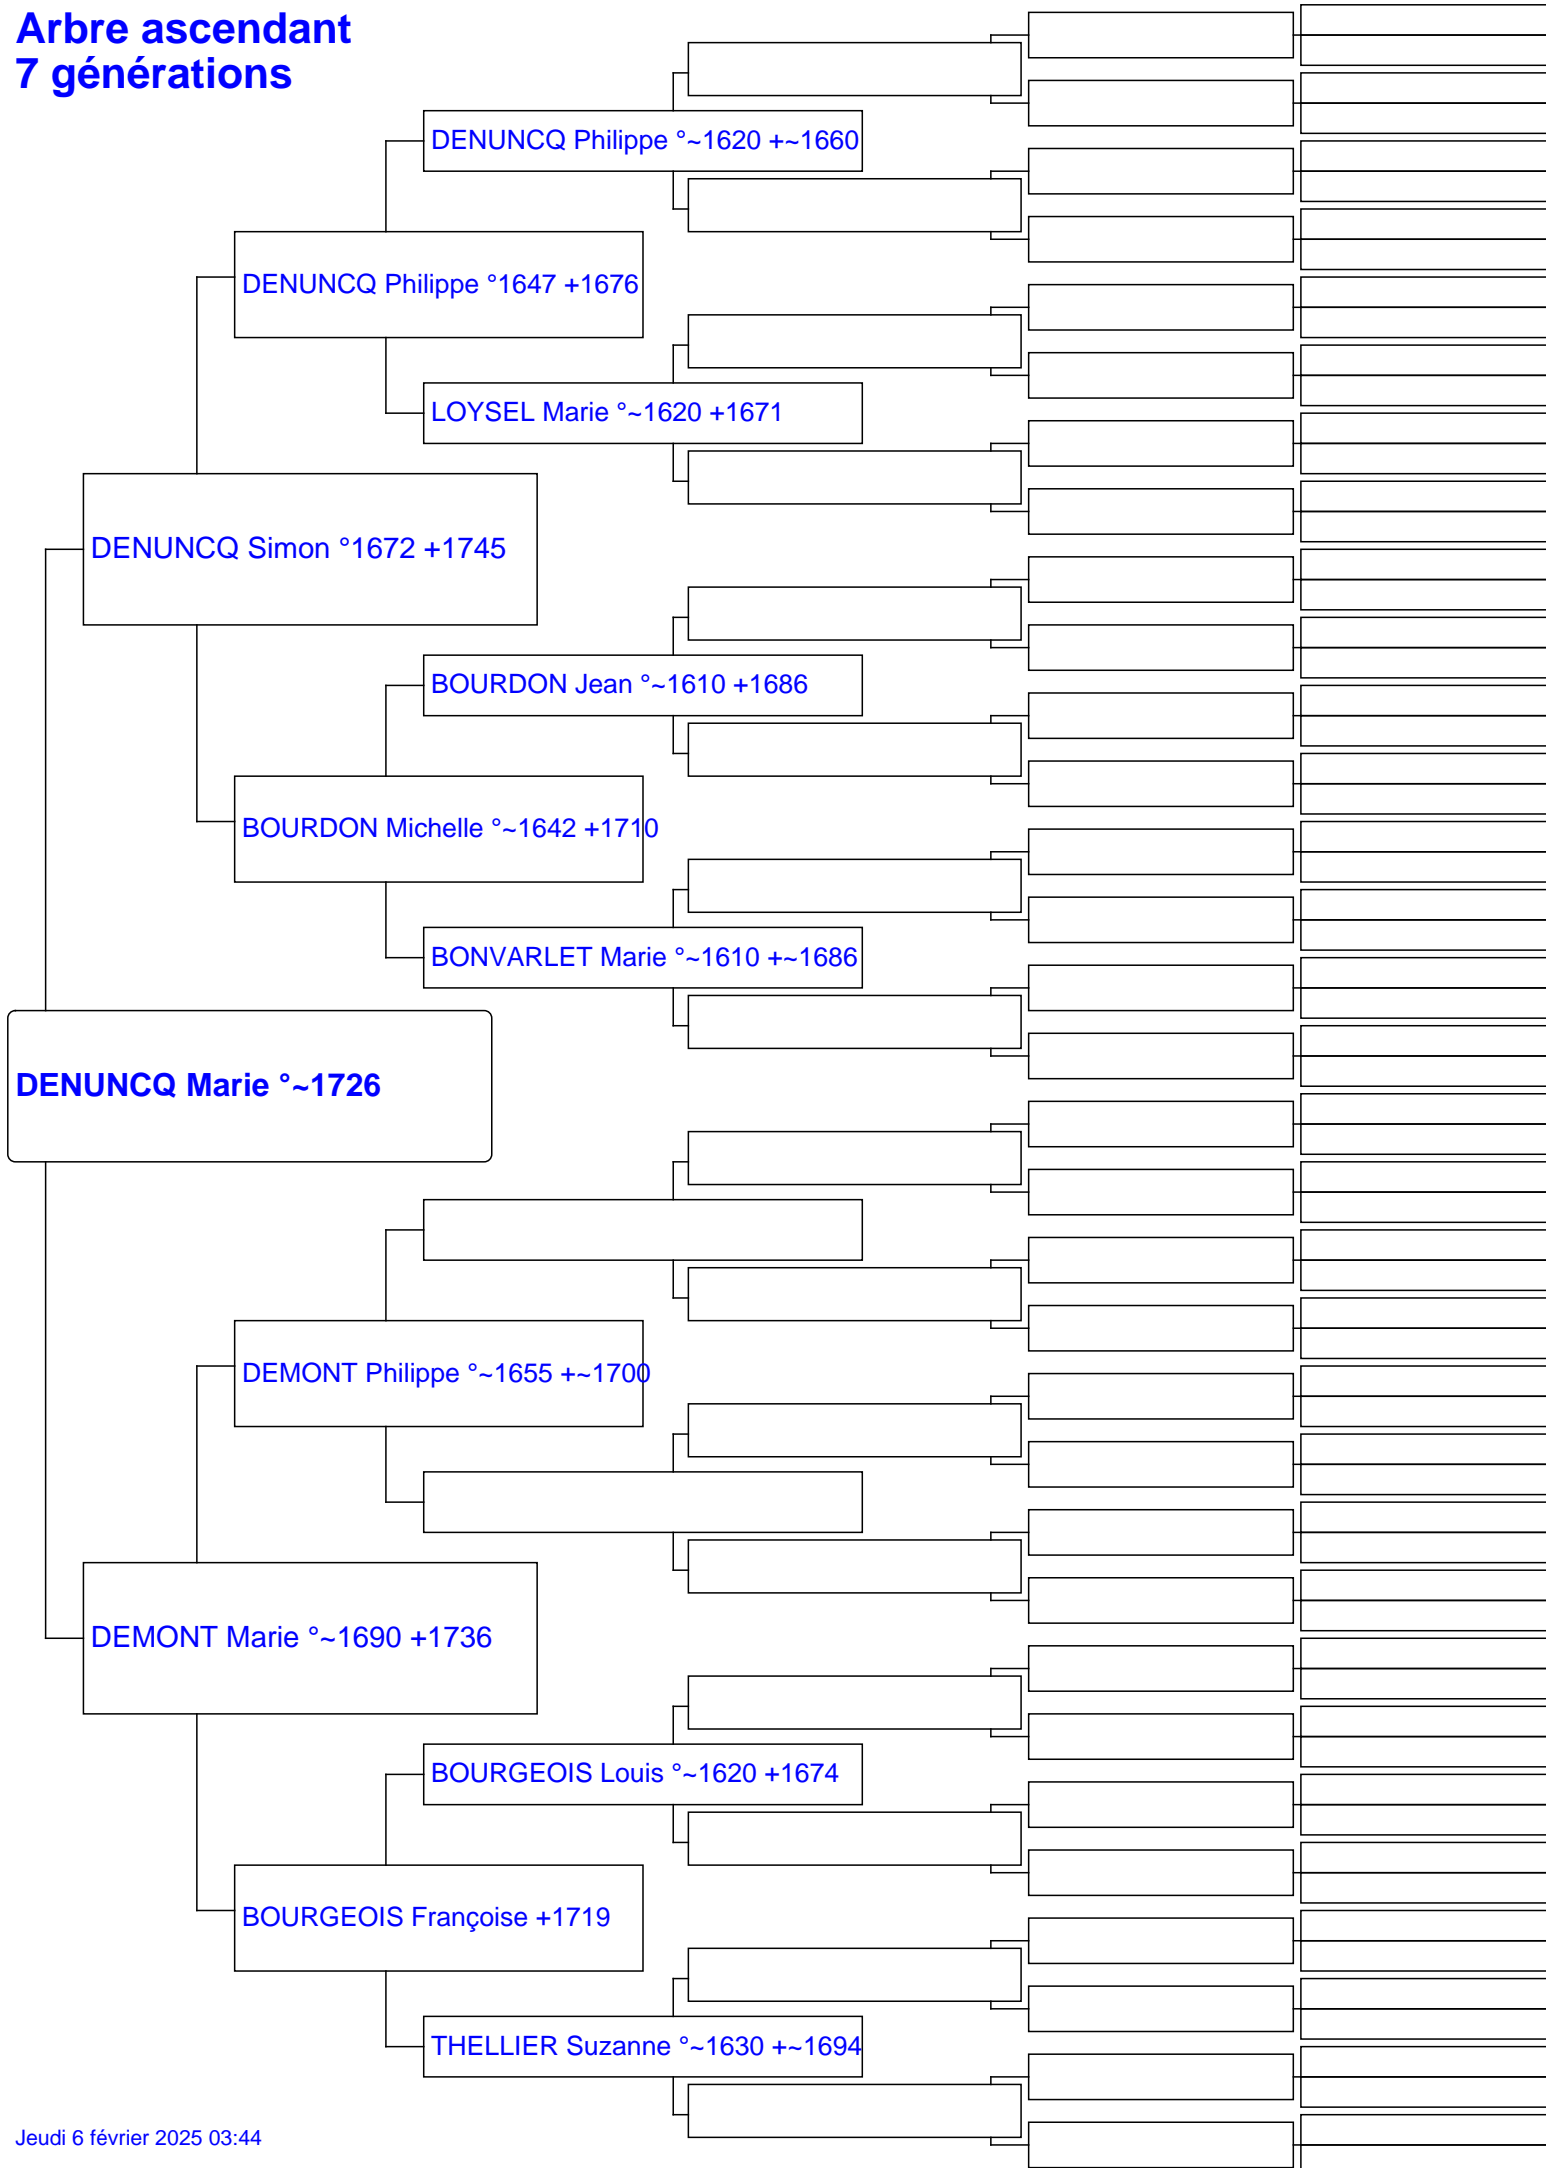 Arbre ascendant
7 générations
DENUNCQ Philippe °~1620 +~1660
DENUNCQ Philippe °1647 +1676
LOYSEL Marie °~1620 +1671
DENUNCQ Simon °1672 +1745
BOURDON Jean °~1610 +1686
BOURDON Michelle °~1642 +1710
BONVARLET Marie °~1610 +~1686
DENUNCQ Marie °~1726
DEMONT Philippe °~1655 +~1700
DEMONT Marie °~1690 +1736
BOURGEOIS Louis °~1620 +1674
BOURGEOIS Françoise +1719
THELLIER Suzanne °~1630 +~1694
Jeudi 6 février 2025 03:44